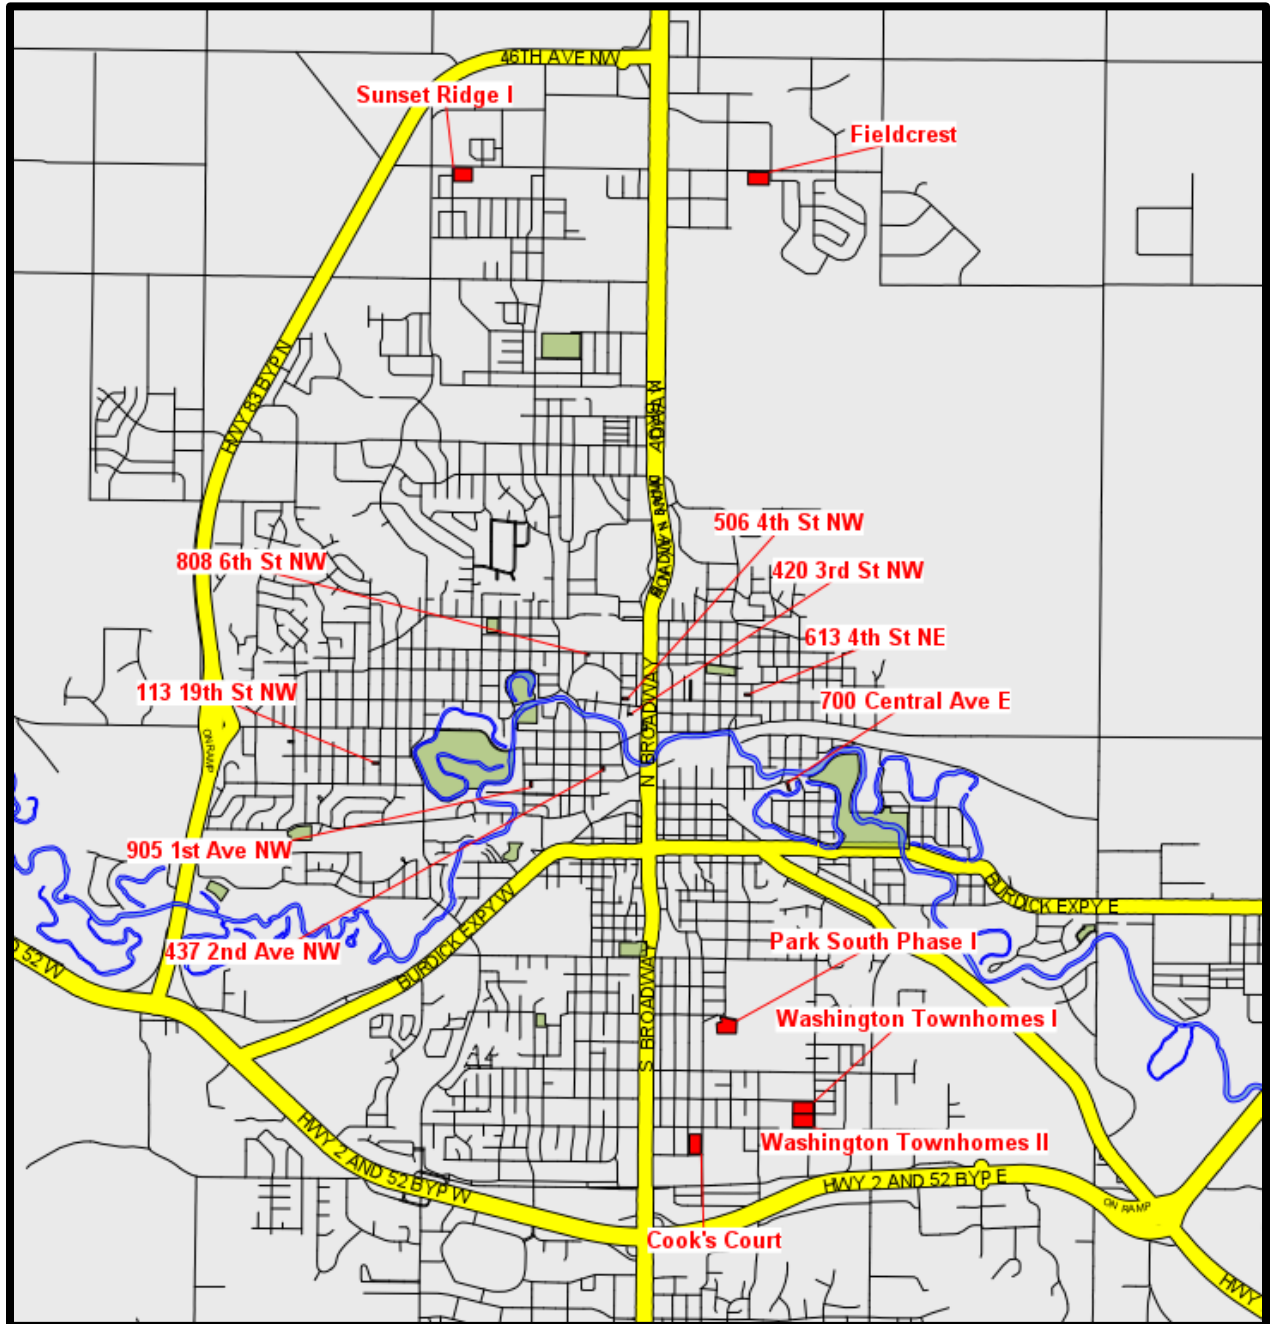 46TH AVE NW
Sunset Ridge I
Fieldcrest
HWY 83 BYP N
506 4th St NW
808 6th St NW
420 3rd St NW
613 4th St NE
113 19th St NW
700 Central Ave E
N BROADWAY
ON RAMP
905 1st Ave NW
BURDICK EXPY E
437 2nd Ave NW
Park South Phase I
52 W
BURDICK EXPY W
S BROADWAY
Washington Townhomes I
Washington Townhomes II
HWY 2 AND 52 BYP W
HWY 2 AND 52 BYP E
ON RAMP
Cook's Court
HWY